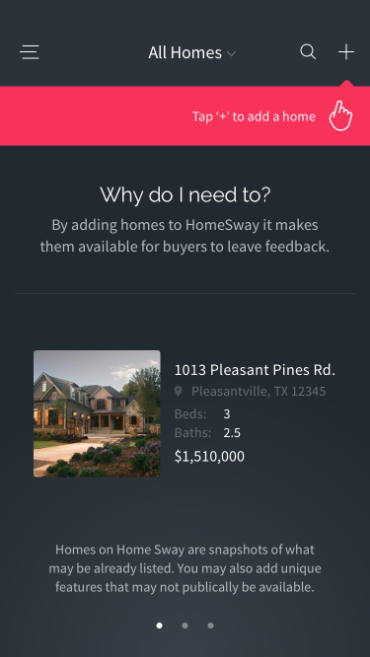 All Homes
Tap ‘+’ to add a home
Why do I need to?
By adding homes to HomeSway it makes
them available for buyers to leave feedback.
1013 Pleasant Pines Rd.
Pleasantville, TX 12345
Beds: 3
Baths: 2.5
$1,510,000
Homes on Home Sway are snapshots of what
may be already listed. You may also add unique
features that may not publically be available.